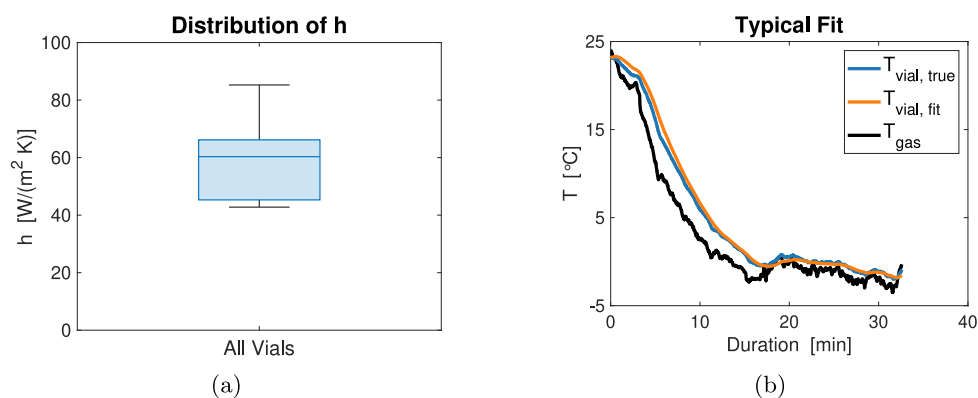 Distribution of h
h [W/(m² K)]
100
80
60
40
20
0
All Vials
(a)
Typical Fit
T [°C]
25
15
5
-5
0
10
20
30
40
Duration [min]
T_vial, true
T_vial, fit
T_gas
(b)